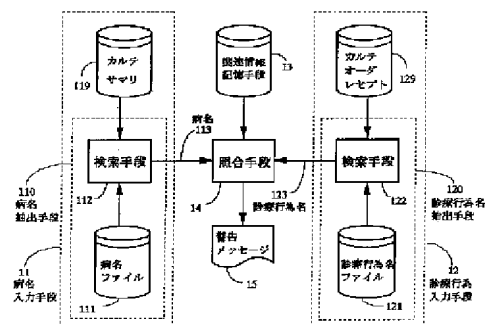 カルテ
サマリ
119
関連情報
記憶手段
13
カルテ
オーダ
レセプト
129
病名
113
検索手段
112
照合手段
14
検索手段
122
123
診療行為名
110
病名
抽出手段
120
診療行為名
抽出手段
警告
メッセージ
15
11
病名
入力手段
病名
ファイル
111
診療行為名
ファイル
121
12
診療行為
入力手段